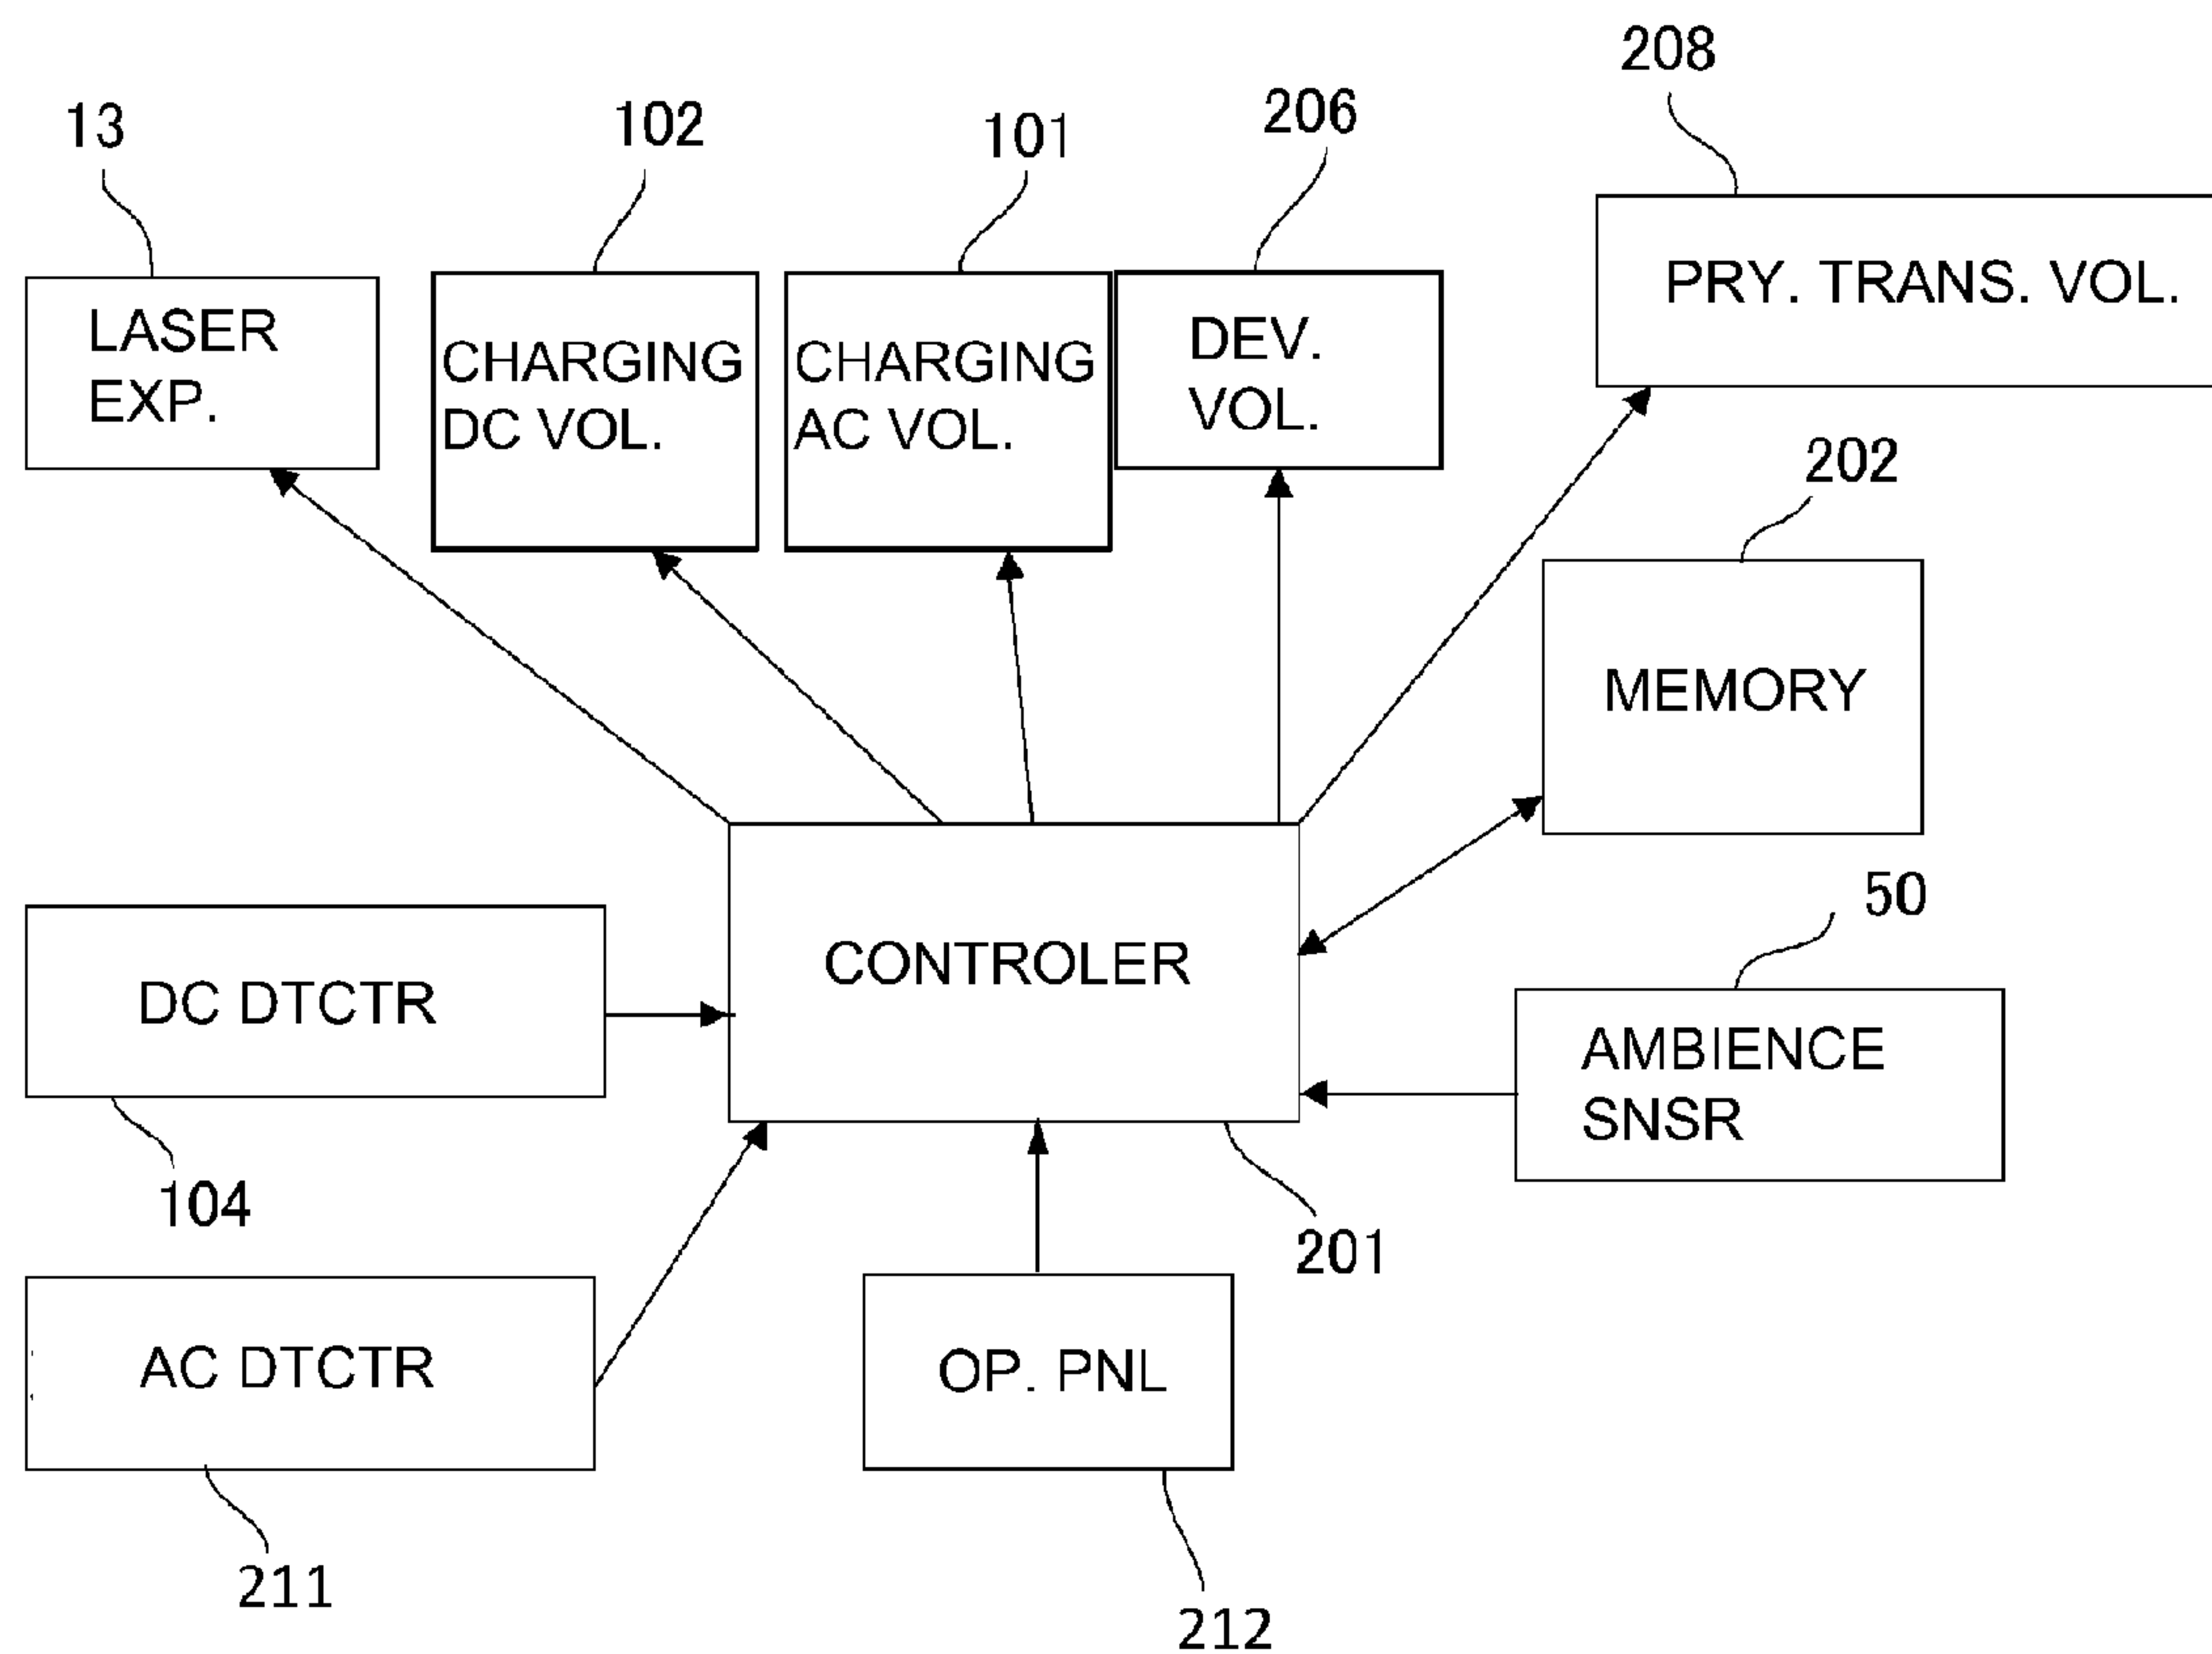 208
206
13
102
101
PRY. TRANS. VOL.
LASER
EXP.
CHARGING
DC VOL.
CHARGING
AC VOL.
DEV.
VOL.
202
MEMORY
50
CONTROLER
DC DTCTR
AMBIENCE
SNSR
104
201
AC DTCTR
OP. PNL
211
212